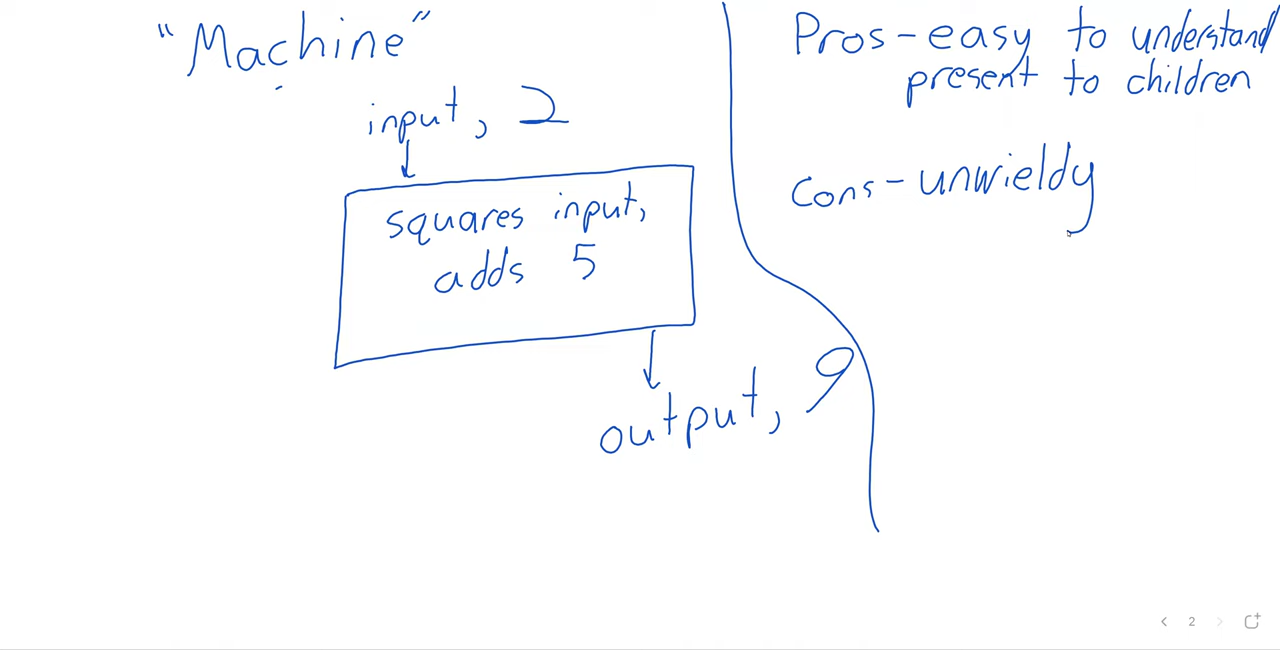 "Machine"
input, 2
squares input,
adds 5
output, 9
Pros - easy to understand
present to children
Cons - unwieldy
2